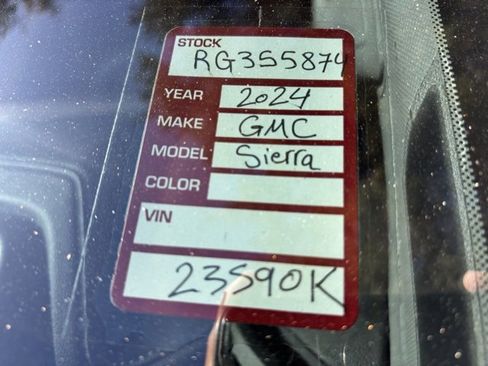 STOCK
RG355874
YEAR 2024
MAKE GMC
MODEL Sierra
COLOR
VIN
23590K